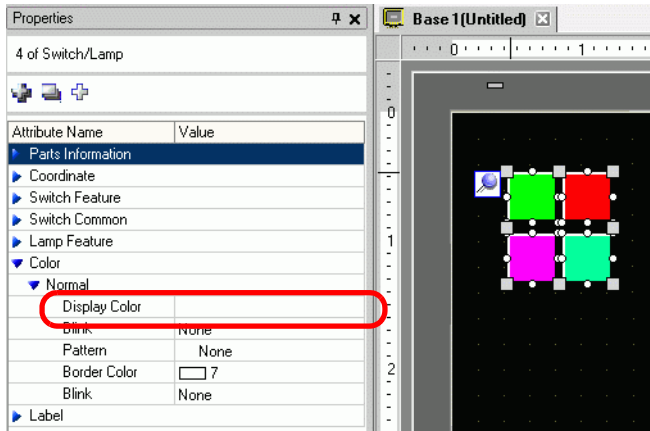 Properties
4 of Switch/Lamp
Attribute Name Value
Parts Information
Coordinate
Switch Feature
Switch Common
Lamp Feature
Color
Normal
Display Color
Blink None
Pattern None
Border Color 7
Blink None
Label
Base 1(Untitled)
0 1
0
1
2